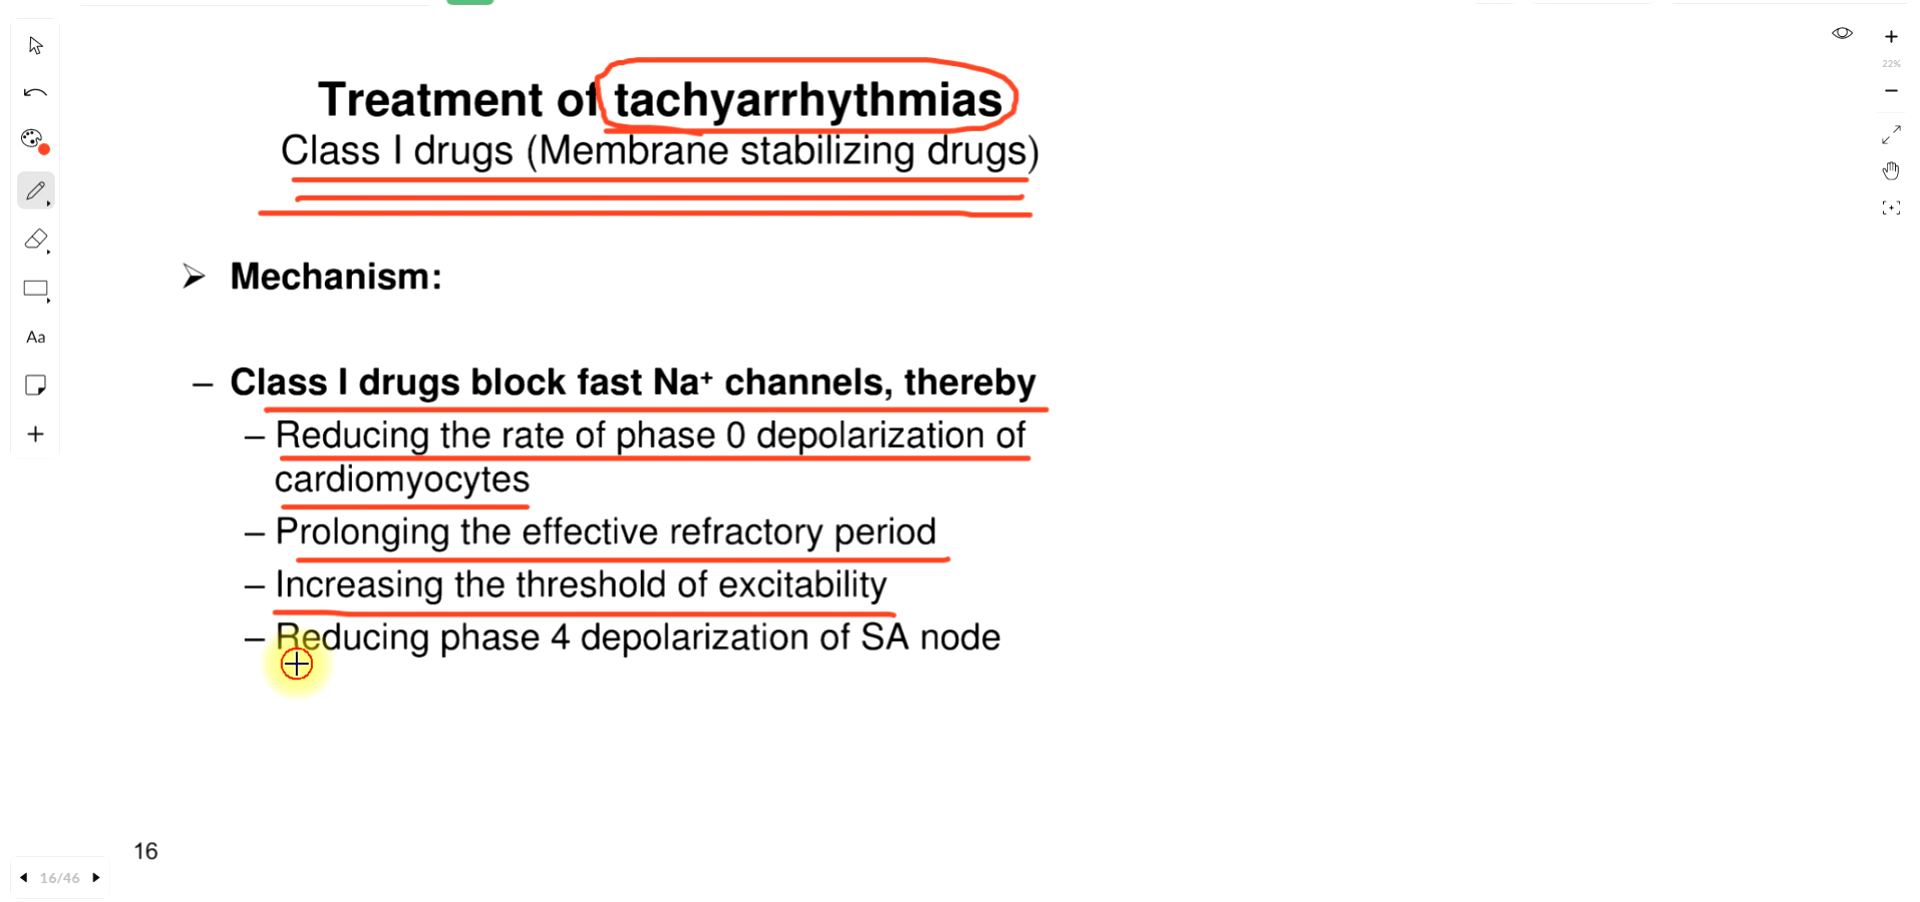 22%
Treatment of tachyarrhythmias
Class I drugs (Membrane stabilizing drugs)
➢ Mechanism:
– Class I drugs block fast Na⁺ channels, thereby
– Reducing the rate of phase 0 depolarization of
cardiomyocytes
– Prolonging the effective refractory period
– Increasing the threshold of excitability
– Reducing phase 4 depolarization of SA node
Aa
16
16/46